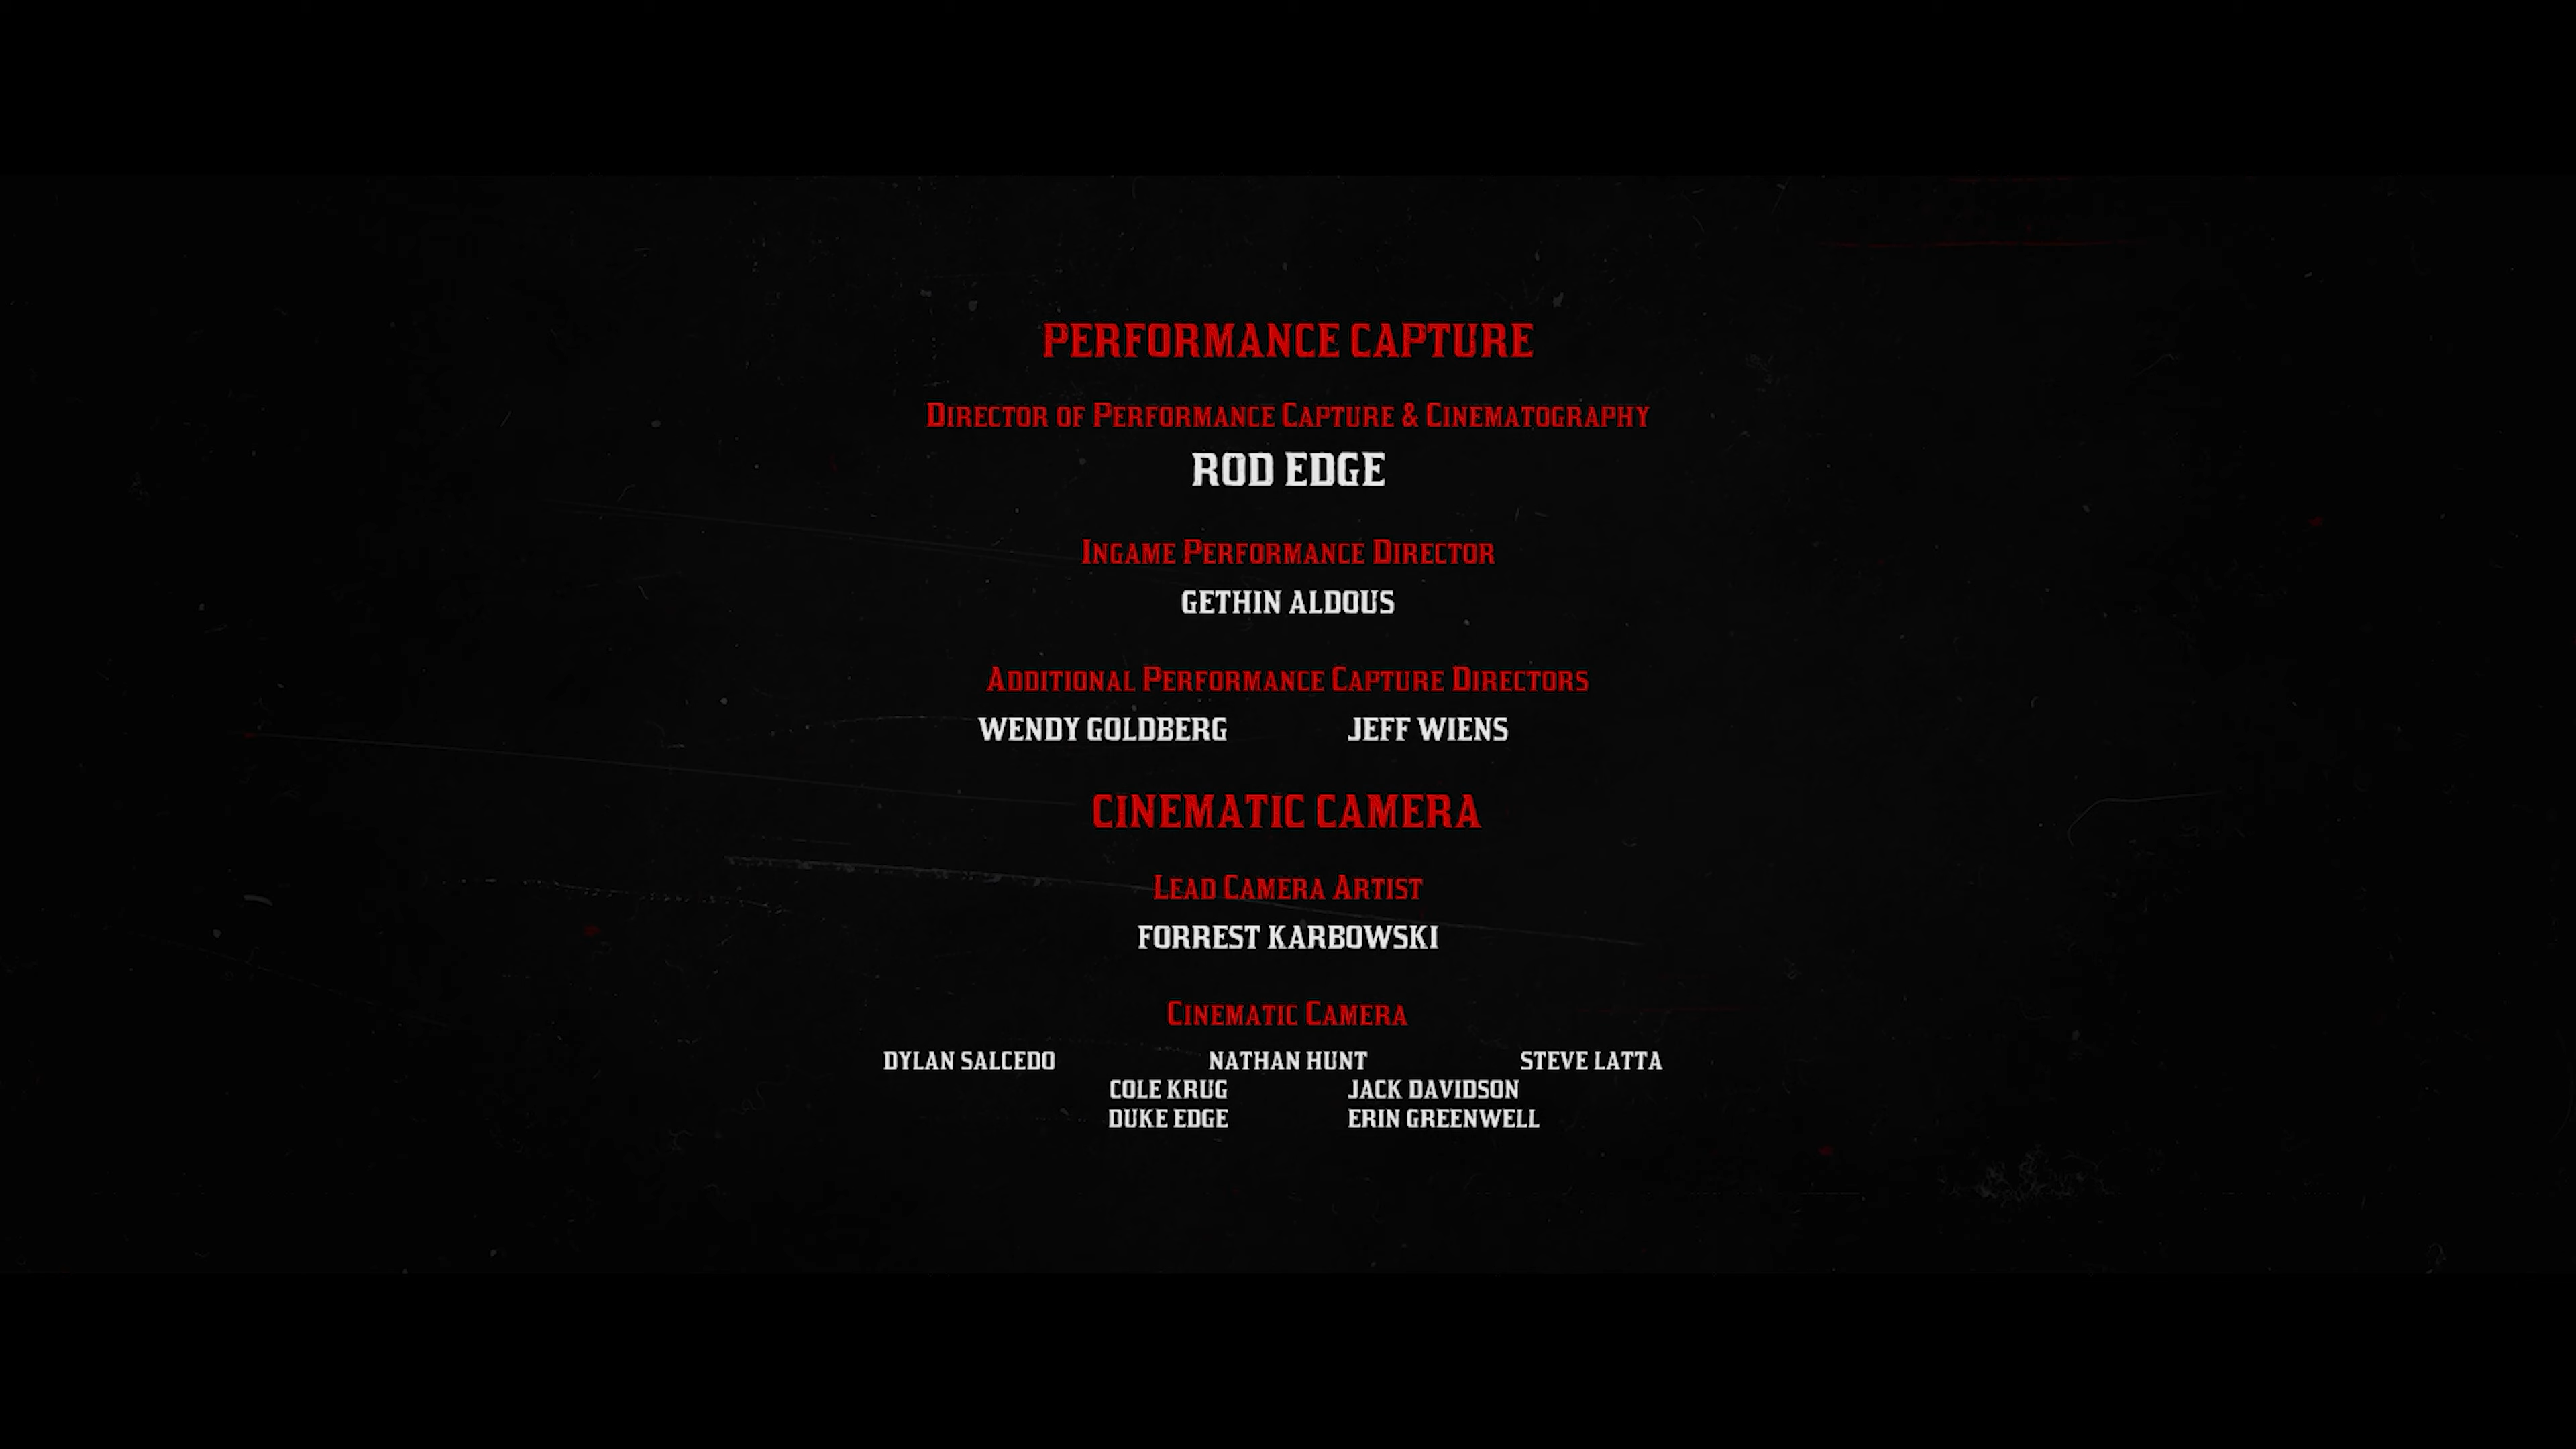 PERFORMANCE CAPTURE
DIRECTOR OF PERFORMANCE CAPTURE & CINEMATOGRAPHY
ROD EDGE
INGAME PERFORMANCE DIRECTOR
GETHIN ALDOUS
ADDITIONAL PERFORMANCE CAPTURE DIRECTORS
WENDY GOLDBERG JEFF WIENS
CINEMATIC CAMERA
LEAD CAMERA ARTIST
FORREST KARBOWSKI
CINEMATIC CAMERA
DYLAN SALCEDO NATHAN HUNT STEVE LATTA
COLE KRUG JACK DAVIDSON
DUKE EDGE ERIN GREENWELL